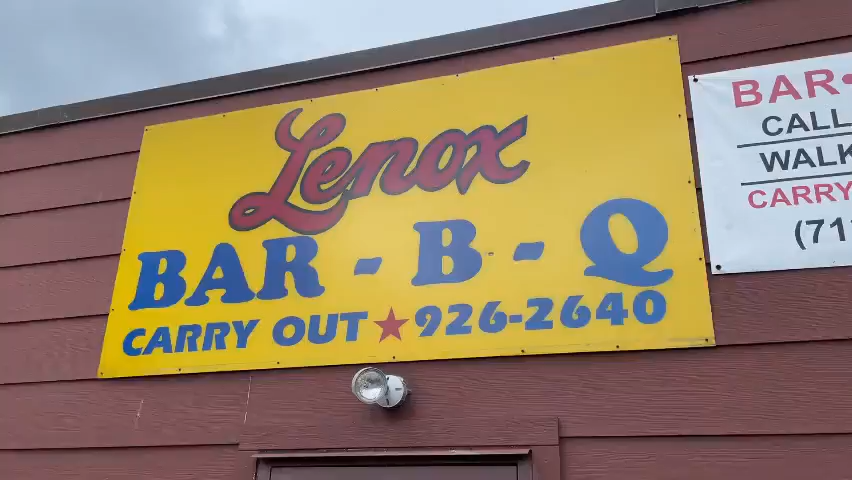 Lenox
BAR - B - Q
CARRY OUT ★ 926-2640
BAR
CALL
WALK
CARRY
(71